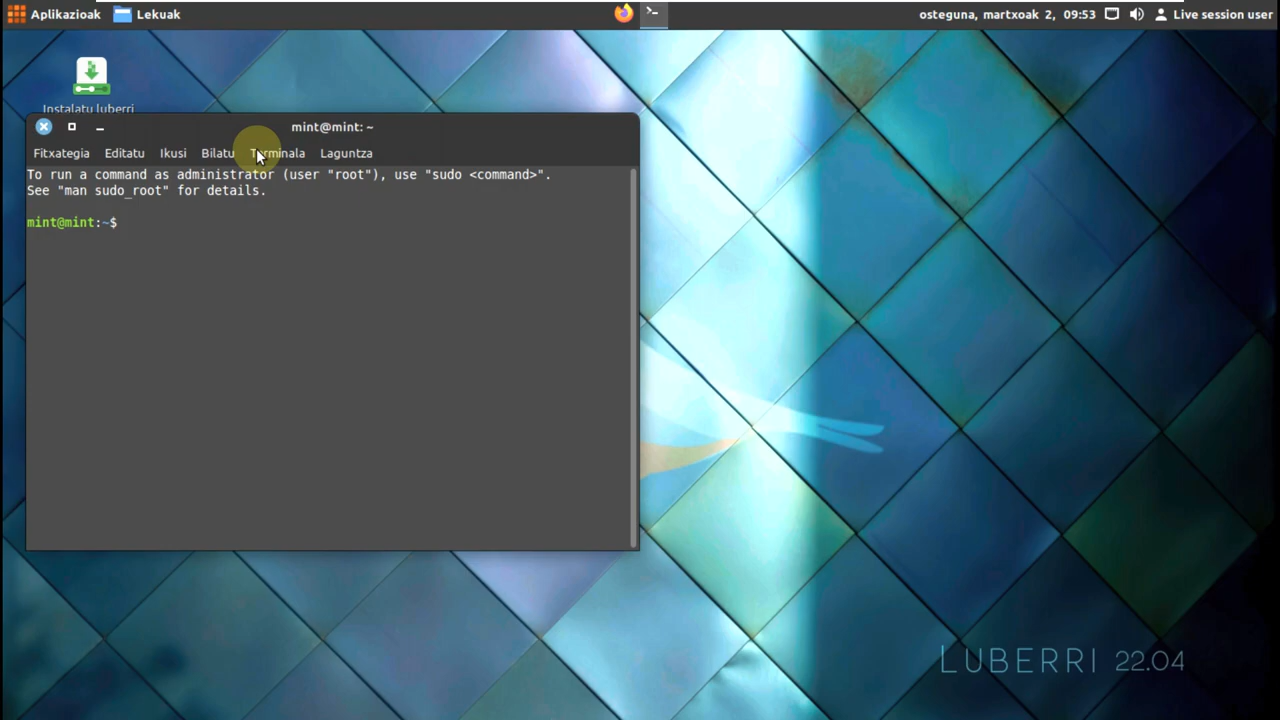 Aplikazioak Lekuak osteguna, martxoak 2, 09:53 Live session user
Instalatu luberri
mint@mint: ~
Fitxategia Editatu Ikusi Bilatu Terminala Laguntza
To run a command as administrator (user "root"), use "sudo <command>".
See "man sudo_root" for details.
mint@mint:~$
LUBERRI 22.04